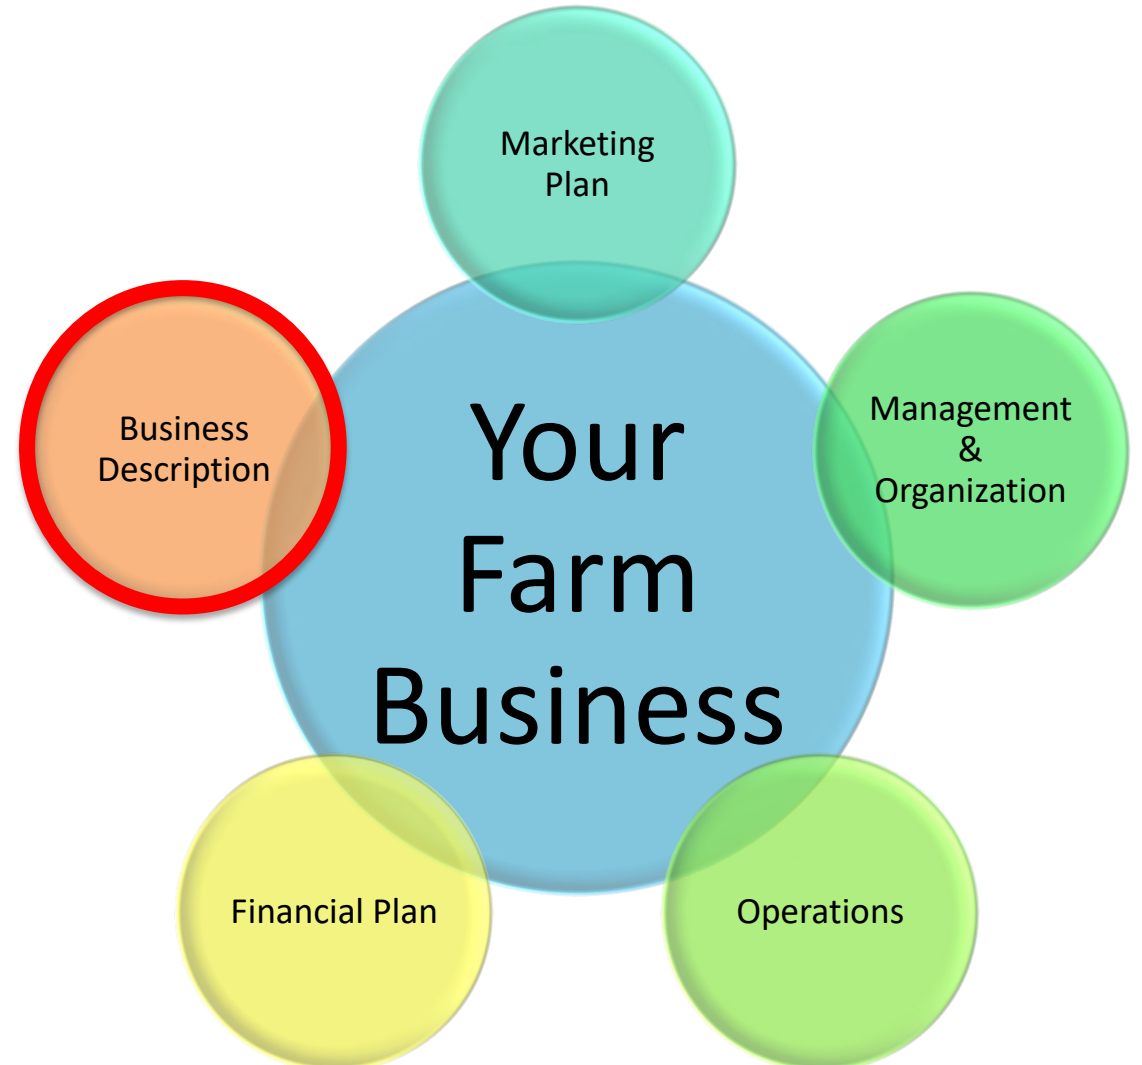 Marketing
Plan
Business
Description
Your
Farm
Business
Management
&
Organization
Financial Plan
Operations